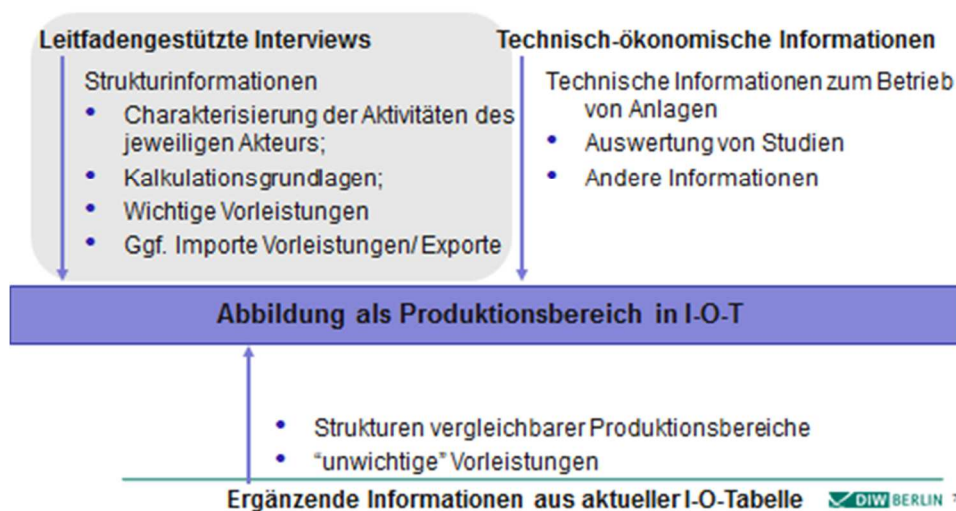 Leitfadengestützte Interviews
Strukturinformationen
• Charakterisierung der Aktivitäten des
jeweiligen Akteurs;
• Kalkulationsgrundlagen;
• Wichtige Vorleistungen
• Ggf. Importe Vorleistungen/ Exporte
Technisch-ökonomische Informationen
Technische Informationen zum Betrieb
von Anlagen
• Auswertung von Studien
• Andere Informationen
Abbildung als Produktionsbereich in I-O-T
• Strukturen vergleichbarer Produktionsbereiche
• “unwichtige” Vorleistungen
Ergänzende Informationen aus aktueller I-O-Tabelle
DIW BERLIN